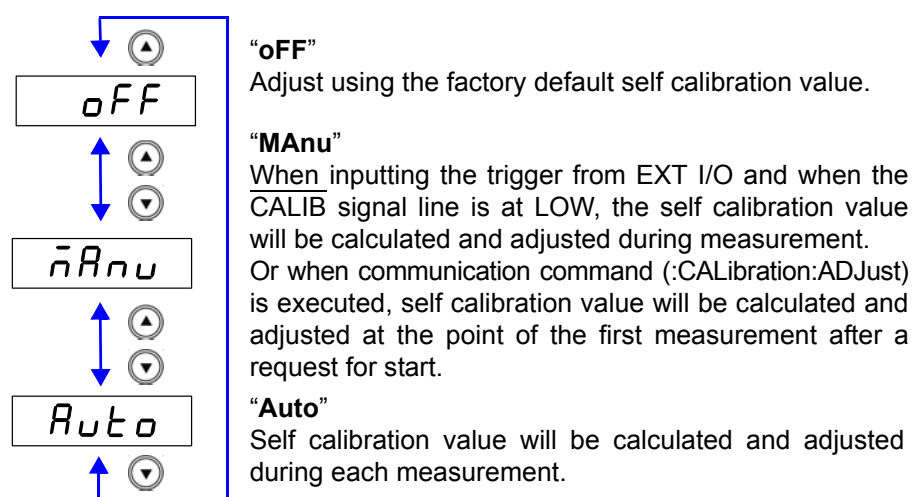 oFF
“oFF”
Adjust using the factory default self calibration value.
mAnu
“MAnu”
When inputting the trigger from EXT I/O and when the
CALIB signal line is at LOW, the self calibration value
will be calculated and adjusted during measurement.
Or when communication command (:CALibration:ADJust)
is executed, self calibration value will be calculated and
adjusted at the point of the first measurement after a
request for start.
Auto
“Auto”
Self calibration value will be calculated and adjusted
during each measurement.